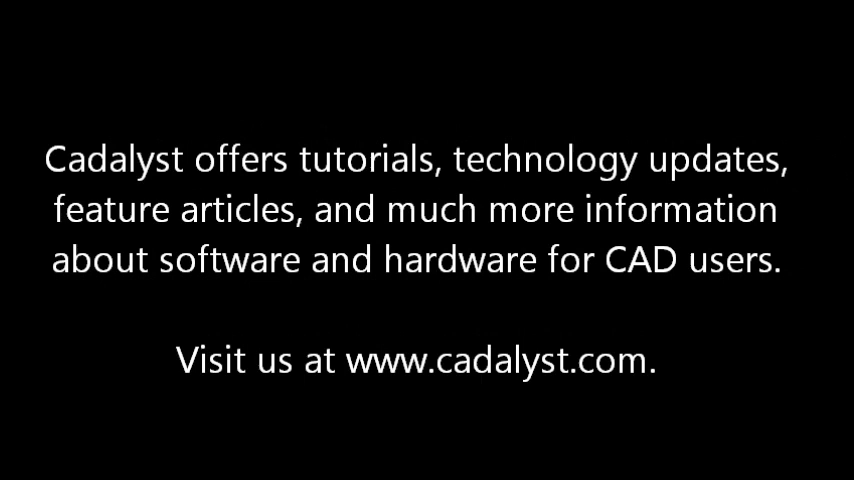 Cadalyst offers tutorials, technology updates,
feature articles, and much more information
about software and hardware for CAD users.
Visit us at www.cadalyst.com.